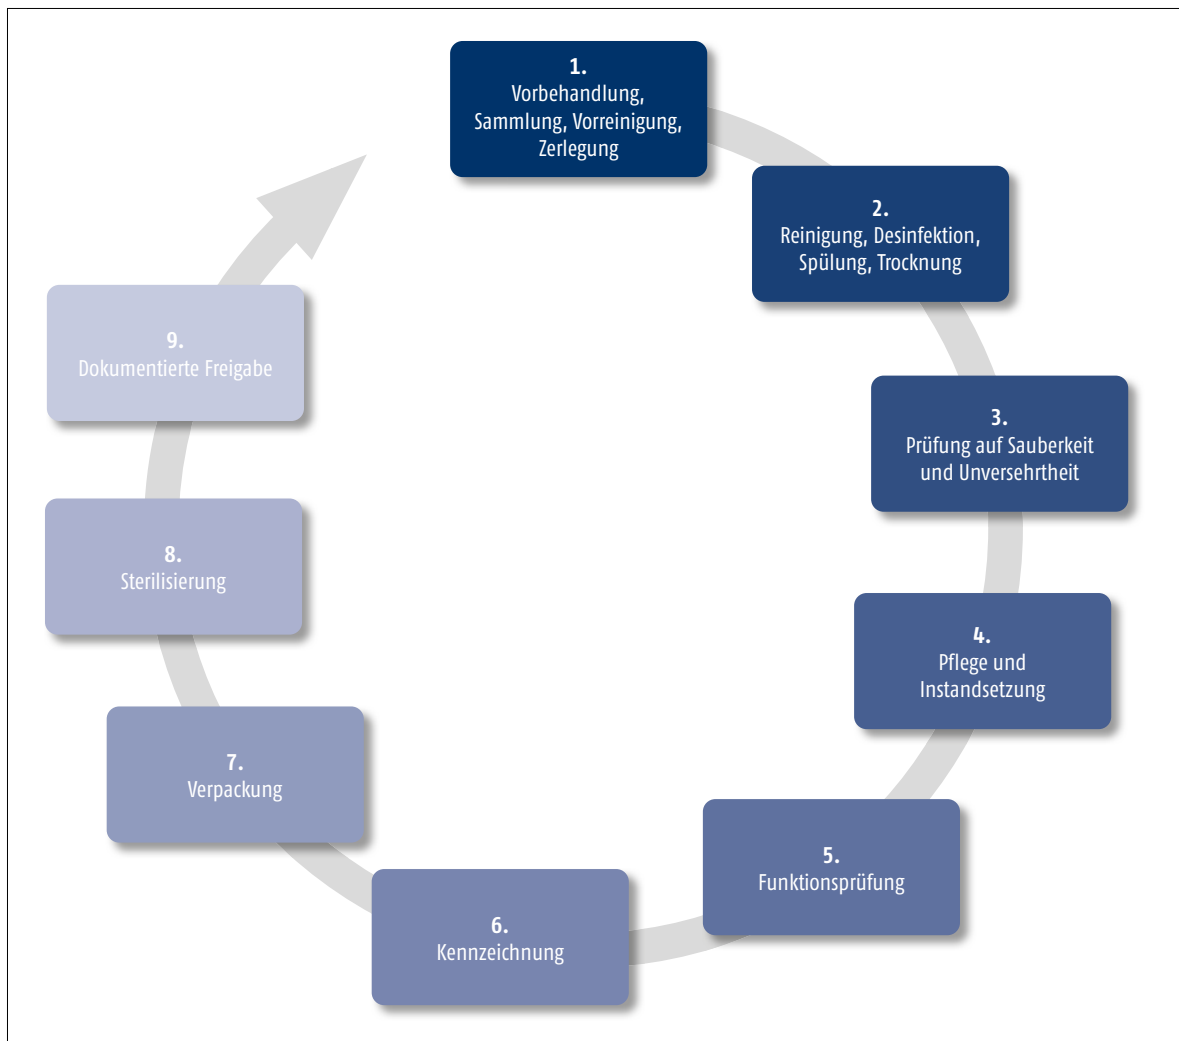 1.
Vorbehandlung,
Sammlung, Vorreinigung,
Zerlegung
2.
Reinigung, Desinfektion,
Spülung, Trocknung
3.
Prüfung auf Sauberkeit
und Unversehrtheit
4.
Pflege und
Instandsetzung
5.
Funktionsprüfung
6.
Kennzeichnung
7.
Verpackung
8.
Sterilisierung
9.
Dokumentierte Freigabe